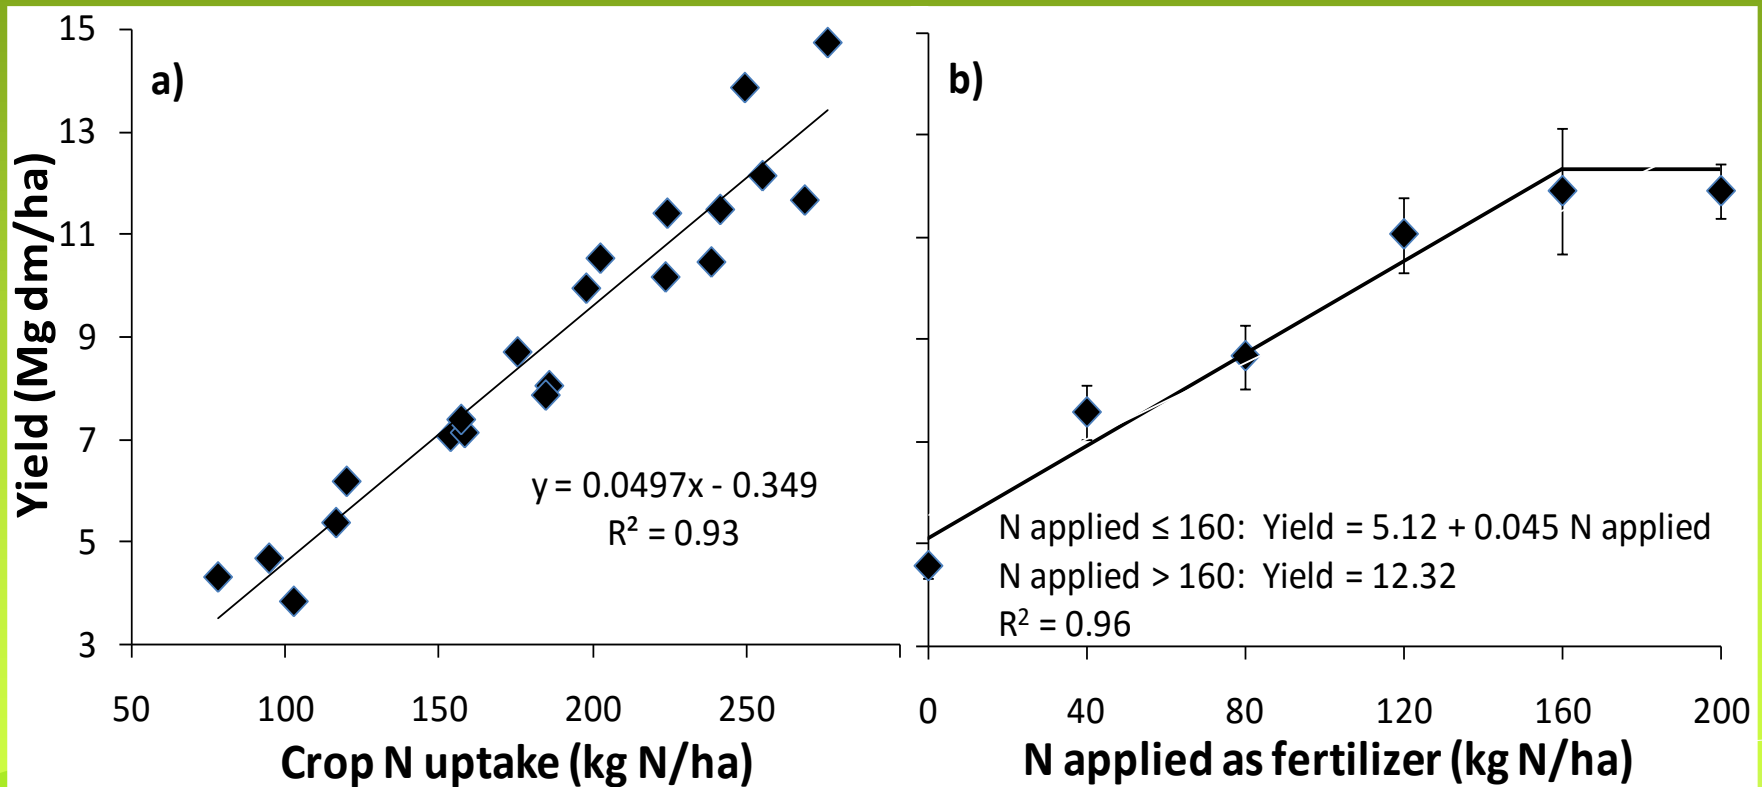 a)
15
13
11
9
7
5
3
Yield (Mg dm/ha)
y = 0.0497x - 0.349
R² = 0.93
50 100 150 200 250
Crop N uptake (kg N/ha)
b)
N applied ≤ 160: Yield = 5.12 + 0.045 N applied
N applied > 160: Yield = 12.32
R² = 0.96
0 40 80 120 160 200
N applied as fertilizer (kg N/ha)